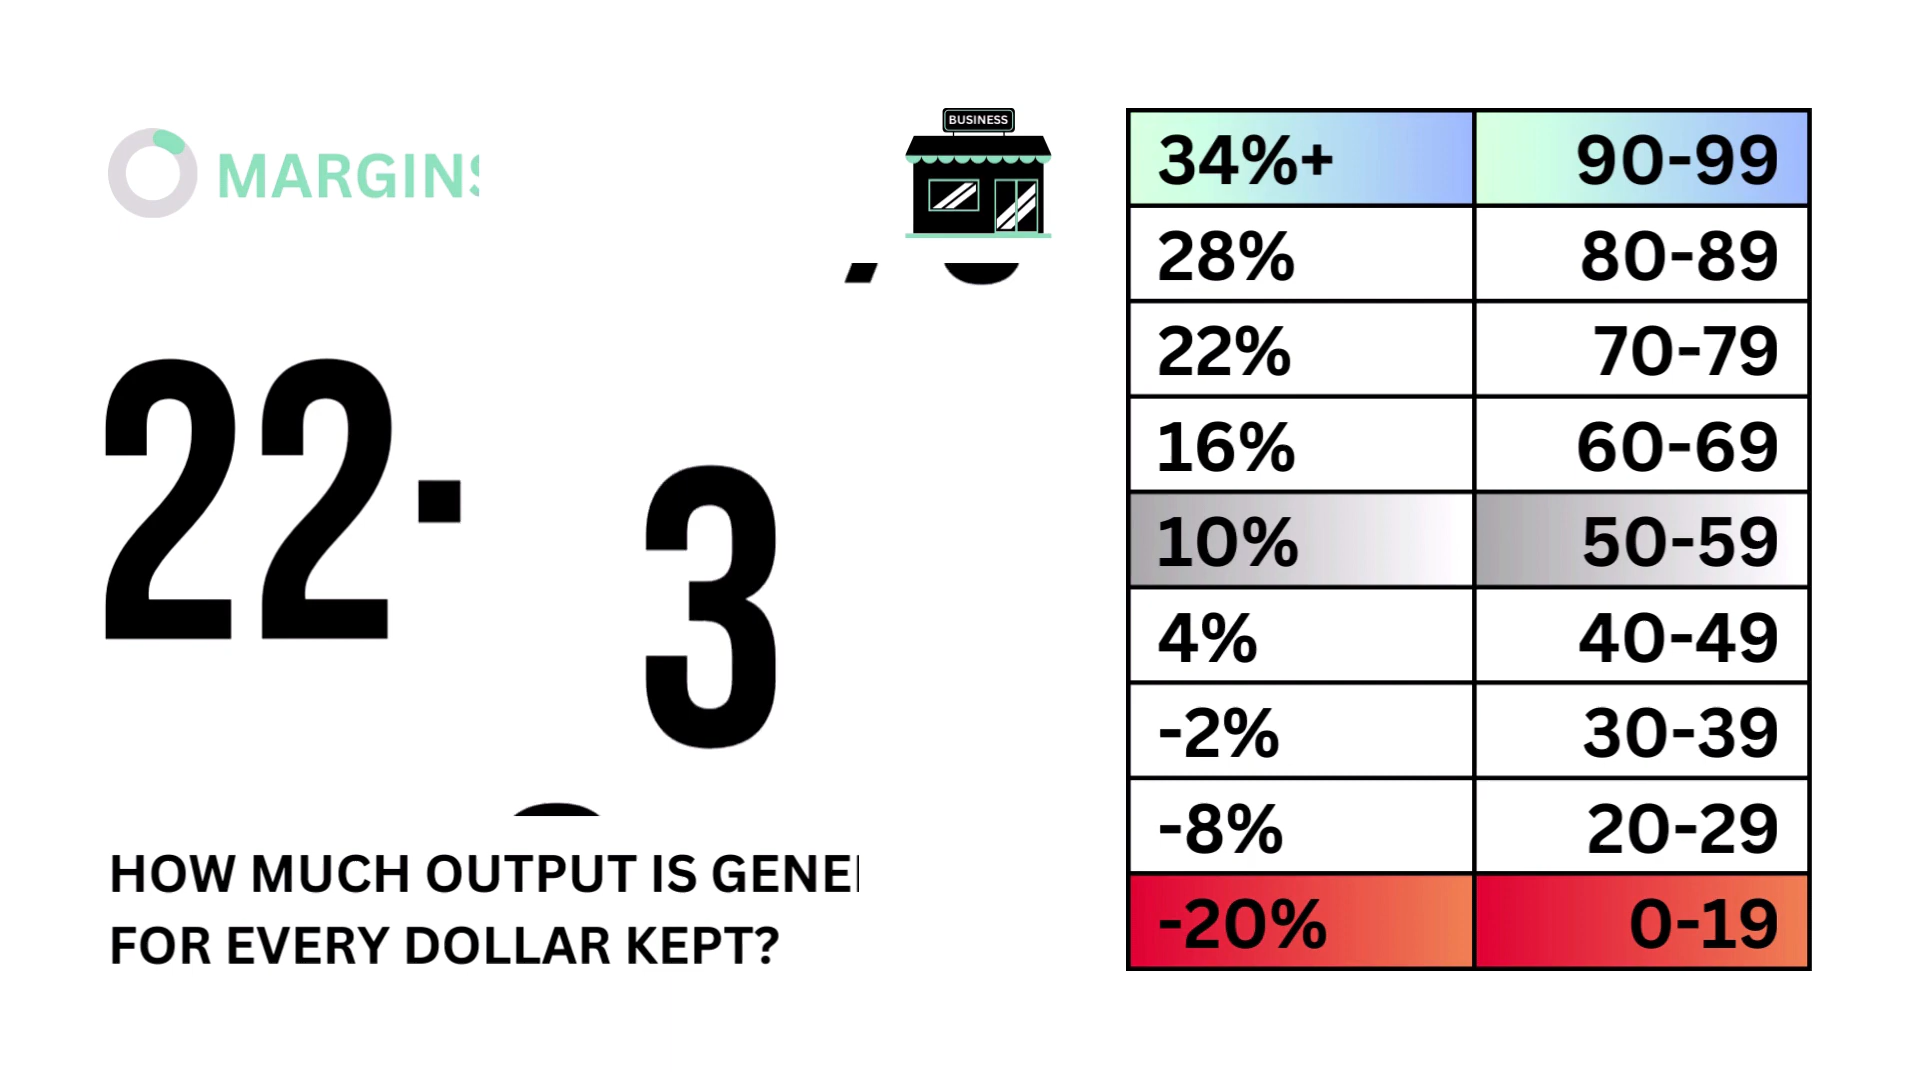 MARGINS
BUSINESS
22. 3
HOW MUCH OUTPUT IS GENE
FOR EVERY DOLLAR KEPT?
34%+ 90-99
28% 80-89
22% 70-79
16% 60-69
10% 50-59
4% 40-49
-2% 30-39
-8% 20-29
-20% 0-19